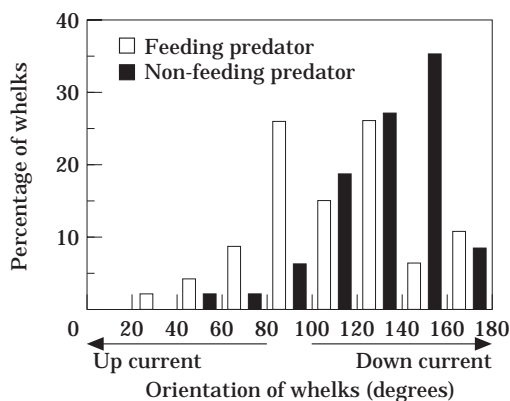 40
Feeding predator
Non-feeding predator
30
20
10
Percentage of whelks
0 20 40 60 80 100 120 140 160 180
Up current Down current
Orientation of whelks (degrees)